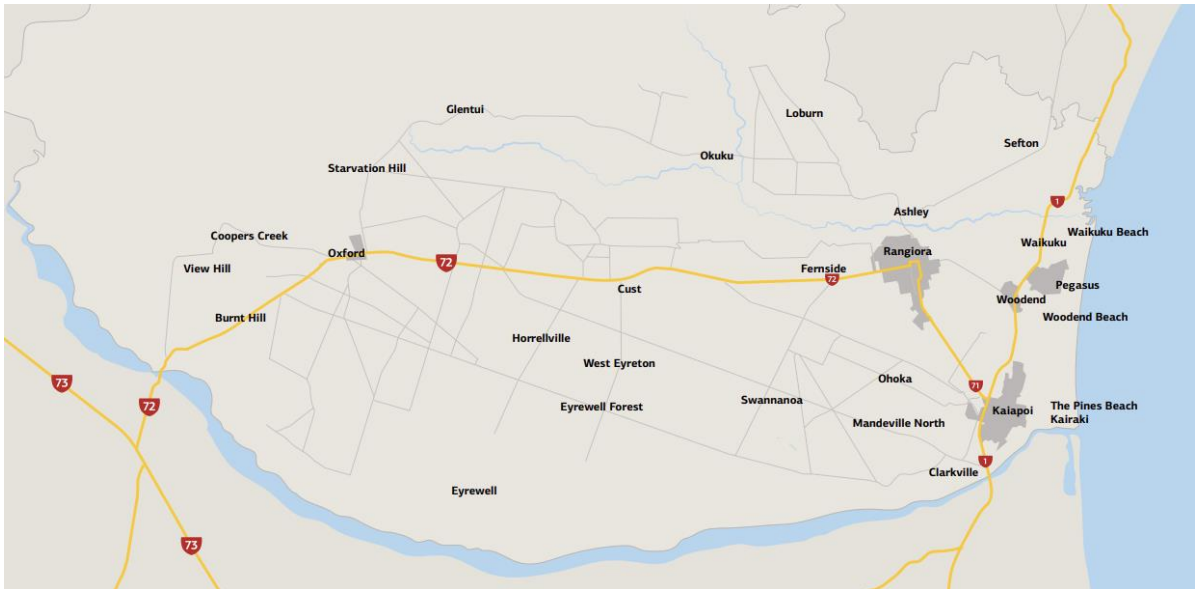 Glentui
Loburn
Sefton
Okuku
Starvation Hill
1
Ashley
Waikuku Beach
Coopers Creek
Waikuku
Oxford
Rangiora
72
View Hill
Fernside
72
Pegasus
Cust
Woodend
Woodend Beach
Burnt Hill
Horrellville
West Eyreton
73
Ohoka
71
72
Eyrewell Forest
Swannanoa
The Pines Beach
Kairaki
Kaiapoi
Mandeville North
1
Clarkville
Eyrewell
73